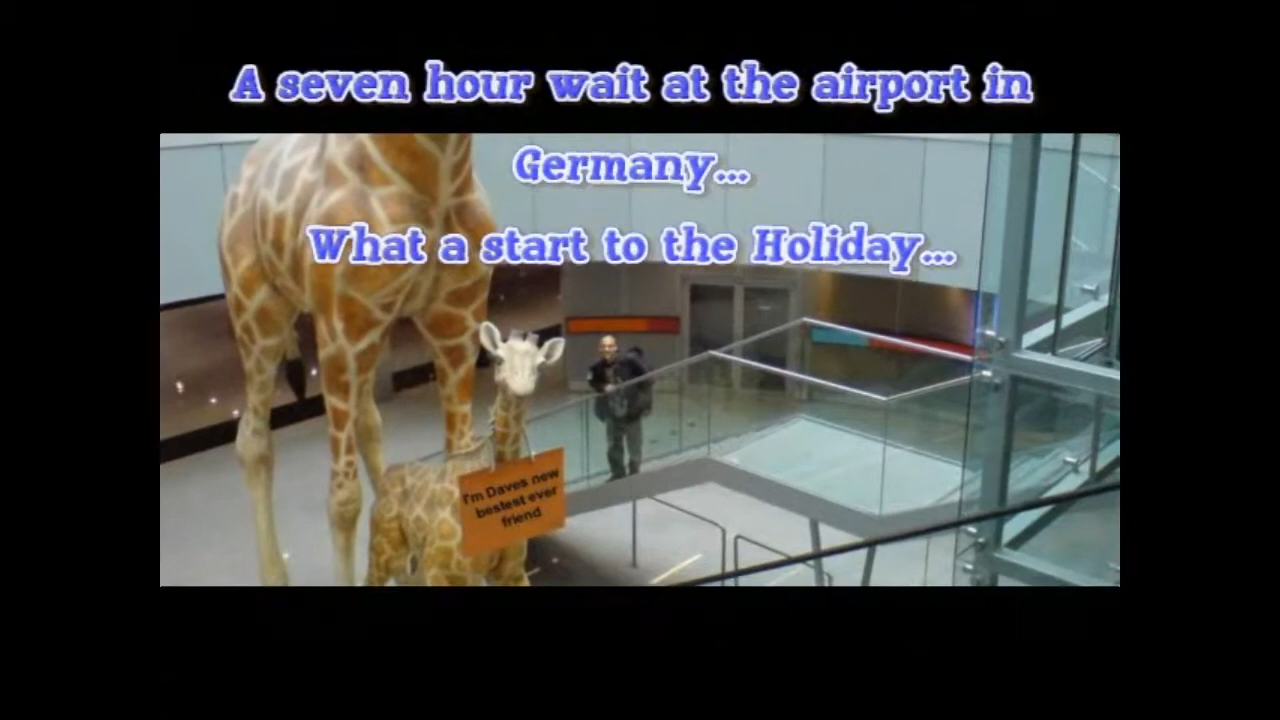 A seven hour wait at the airport in
Germany...
What a start to the Holiday...
I'm Daves new
bestest ever
friend